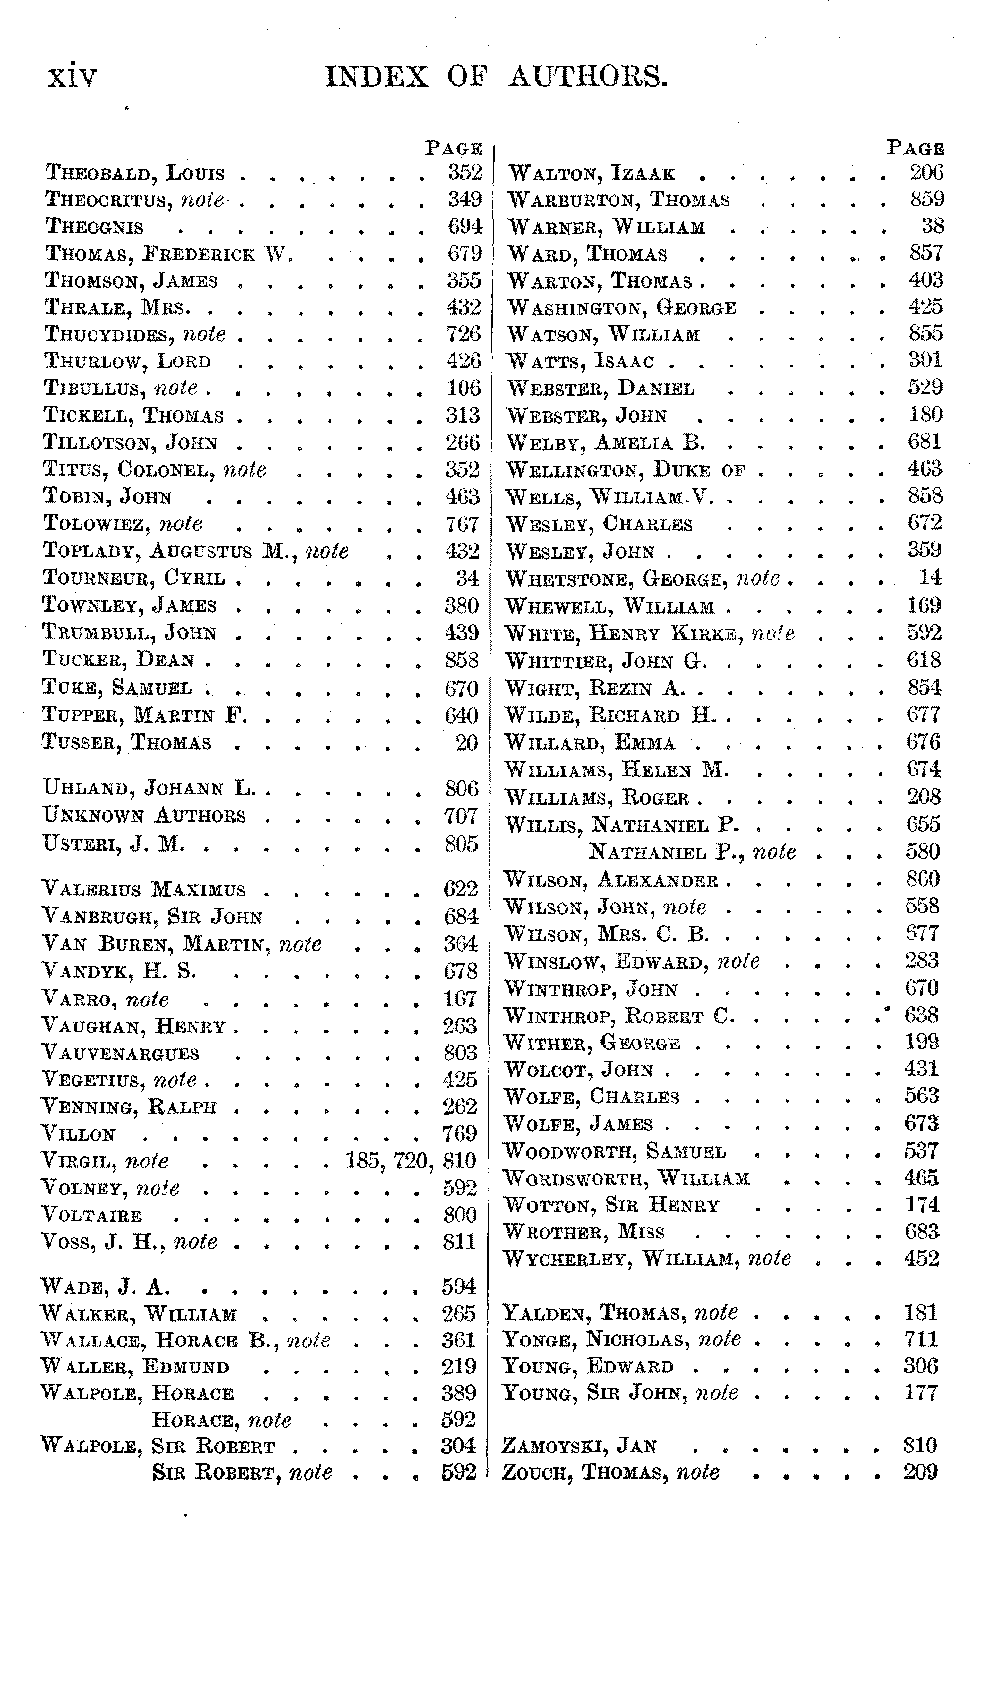 xiv INDEX OF AUTHORS.
PAGE
THEOBALD, LOUIS . . . . . . . 352
THEOCRITUS, note . . . . . . . 349
THEOGNIS . . . . . . . . . 694
THOMAS, FREDERICK W. . . . . 679
THOMSON, JAMES . . . . . . . 355
THRALE, MRS. . . . . . . . . 432
THUCYDIDES, note . . . . . . . 726
THURLOW, LORD . . . . . . . 426
TIBULLUS, note . . . . . . . . 106
TICKELL, THOMAS . . . . . . . 313
TILLOTSON, JOHN . . . . . . . 266
TITUS, COLONEL, note . . . . . 352
TOBIN, JOHN . . . . . . . . 463
TOLOWIEZ, note . . . . . . . 767
TOPLADY, AUGUSTUS M., note . . 432
TOURNEUR, CYRIL . . . . . . . 34
TOWNLEY, JAMES . . . . . . . 380
TRUMBULL, JOHN . . . . . . . 439
TUCKER, DEAN . . . . . . . . 858
TUKE, SAMUEL . . . . . . . . 670
TUPPER, MARTIN F. . . . . . . 640
TUSSER, THOMAS . . . . . . . 20
UHLAND, JOHANN L. . . . . . . 806
UNKNOWN AUTHORS . . . . . . 707
USTERI, J. M. . . . . . . . . 805
VALERIUS MAXIMUS . . . . . . 622
VANBRUGH, SIR JOHN . . . . . 684
VAN BUREN, MARTIN, note . . . 364
VANDYK, H. S. . . . . . . . 678
VARRO, note . . . . . . . . 167
VAUGHAN, HENRY . . . . . . . 263
VAUVENARGUES . . . . . . . 803
VEGETIUS, note . . . . . . . . 425
VENNING, RALPH . . . . . . . 262
VILLON . . . . . . . . . . 769
VIRGIL, note . . . . . 185, 720, 810
VOLNEY, note . . . . . . . . 592
VOLTAIRE . . . . . . . . . 800
VOSS, J. H., note . . . . . . . 811
WADE, J. A. . . . . . . . . 594
WALKER, WILLIAM . . . . . . 265
WALLACE, HORACE B., note . . . 361
WALLER, EDMUND . . . . . . 219
WALPOLE, HORACE . . . . . . 389
HORACE, note . . . . 592
WALPOLE, SIR ROBERT . . . . . 304
SIR ROBERT, note . . . 592
PAGE
WALTON, IZAAK . . . . . . . 206
WARBURTON, THOMAS . . . . . 859
WARNER, WILLIAM . . . . . . 38
WARD, THOMAS . . . . . . . 857
WARTON, THOMAS . . . . . . . 403
WASHINGTON, GEORGE . . . . . 425
WATSON, WILLIAM . . . . . . 855
WATTS, ISAAC . . . . . . . . 301
WEBSTER, DANIEL . . . . . . 529
WEBSTER, JOHN . . . . . . . 180
WELBY, AMELIA B. . . . . . . 681
WELLINGTON, DUKE OF . . . . . 463
WELLS, WILLIAM V. . . . . . . 858
WESLEY, CHARLES . . . . . . 672
WESLEY, JOHN . . . . . . . . 359
WHETSTONE, GEORGE, note . . . . 14
WHEWELL, WILLIAM . . . . . . 169
WHITE, HENRY KIRKE, note . . . 592
WHITTIER, JOHN G. . . . . . . 618
WIGHT, REZIN A. . . . . . . . 854
WILDE, RICHARD H. . . . . . . 677
WILLARD, EMMA . . . . . . . 676
WILLIAMS, HELEN M. . . . . . 674
WILLIAMS, ROGER . . . . . . . 208
WILLIS, NATHANIEL P. . . . . . 655
NATHANIEL P., note . . . 580
WILSON, ALEXANDER . . . . . . 860
WILSON, JOHN, note . . . . . . 558
WILSON, MRS. C. B. . . . . . . 677
WINSLOW, EDWARD, note . . . . 283
WINTHROP, JOHN . . . . . . . 670
WINTHROP, ROBERT C. . . . . . 638
WITHER, GEORGE . . . . . . . 199
WOLCOT, JOHN . . . . . . . . 431
WOLFE, CHARLES . . . . . . . 563
WOLFE, JAMES . . . . . . . . 673
WOODWORTH, SAMUEL . . . . . 537
WORDSWORTH, WILLIAM . . . . 465
WOTTON, SIR HENRY . . . . . 174
WROTHER, MISS . . . . . . . 683
WYCHERLEY, WILLIAM, note . . . 452
YALDEN, THOMAS, note . . . . . 181
YONGE, NICHOLAS, note . . . . . 711
YOUNG, EDWARD . . . . . . . 306
YOUNG, SIR JOHN, note . . . . . 177
ZAMOYSKI, JAN . . . . . . . 810
ZOUCH, THOMAS, note . . . . . 209